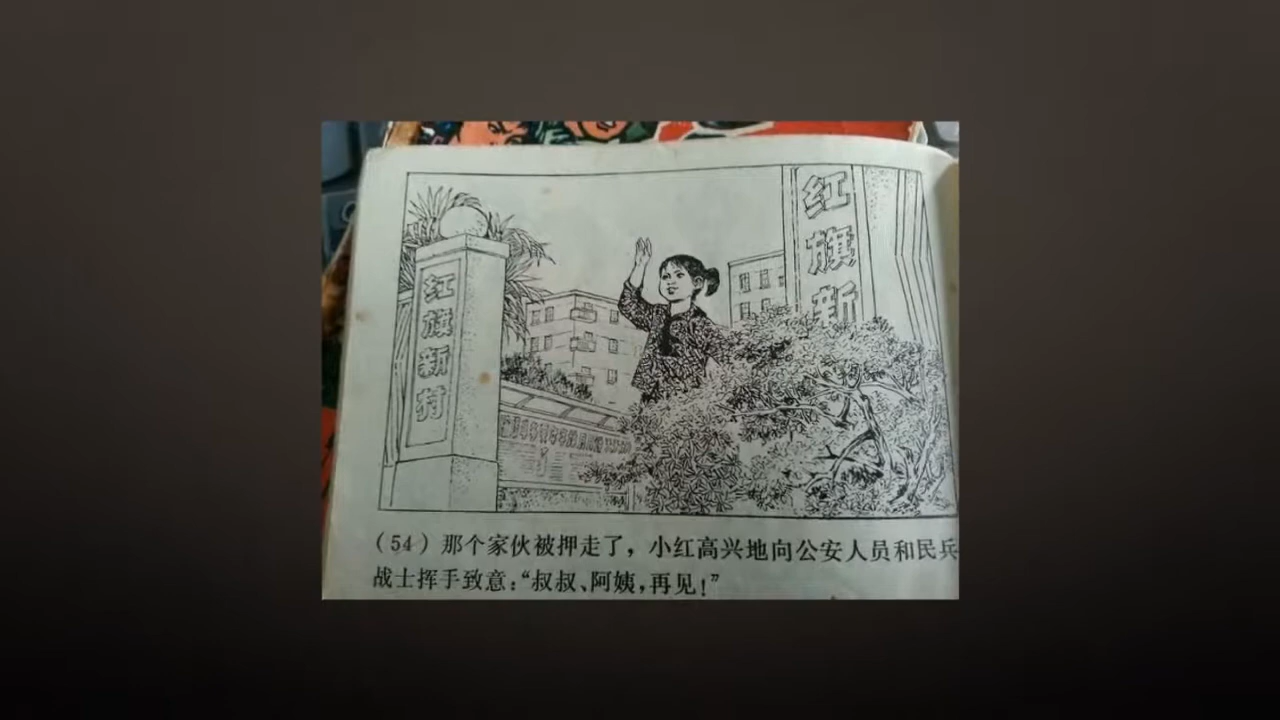 红旗新村
红旗新
（54）那个家伙被押走了，小红高兴地向公安人员和民兵
战士挥手致意：“叔叔、阿姨，再见！”